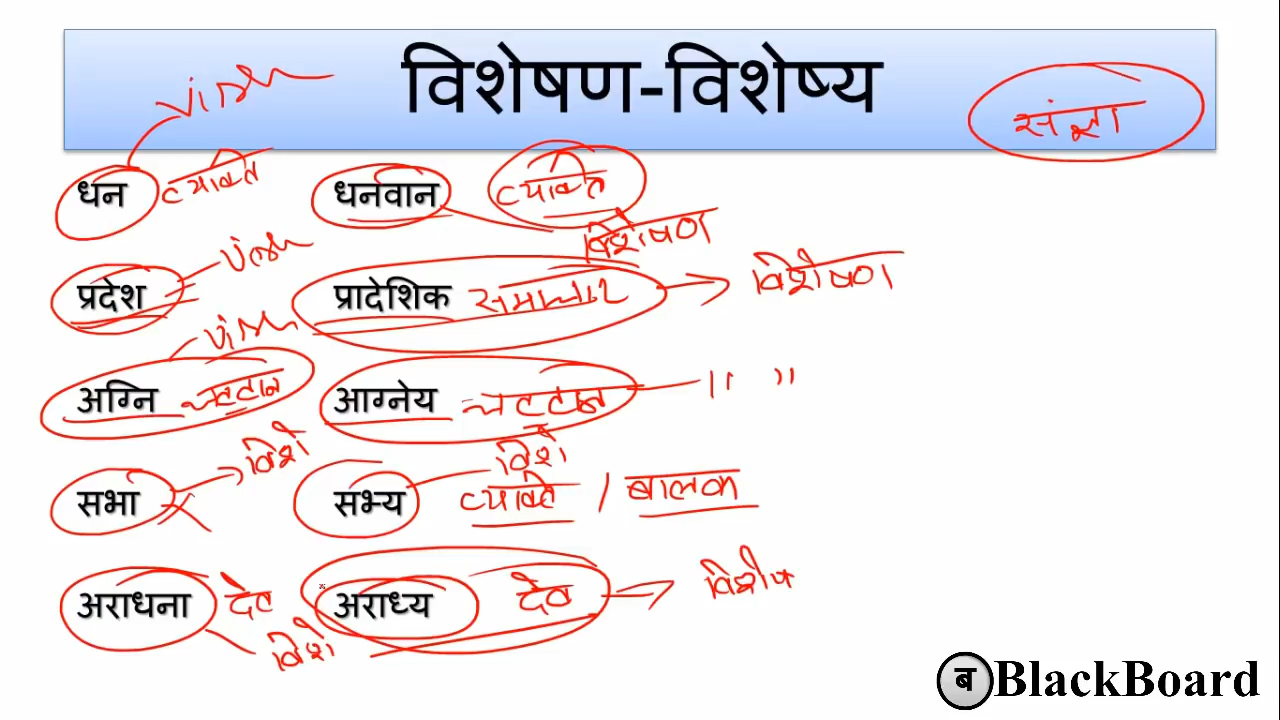 विशेषण-विशेष्य
संज्ञा
धन व्यक्ति धनवान व्यक्ति
विशेषण
प्रदेश प्रादेशिक समाचार विशेषण
अग्नि चट्टान आग्नेय चट्टान " "
विशे विशे
सभा सभ्य व्यक्ति / बालक
अराधना देव अराध्य देव विशेष
विशे
ब BlackBoard